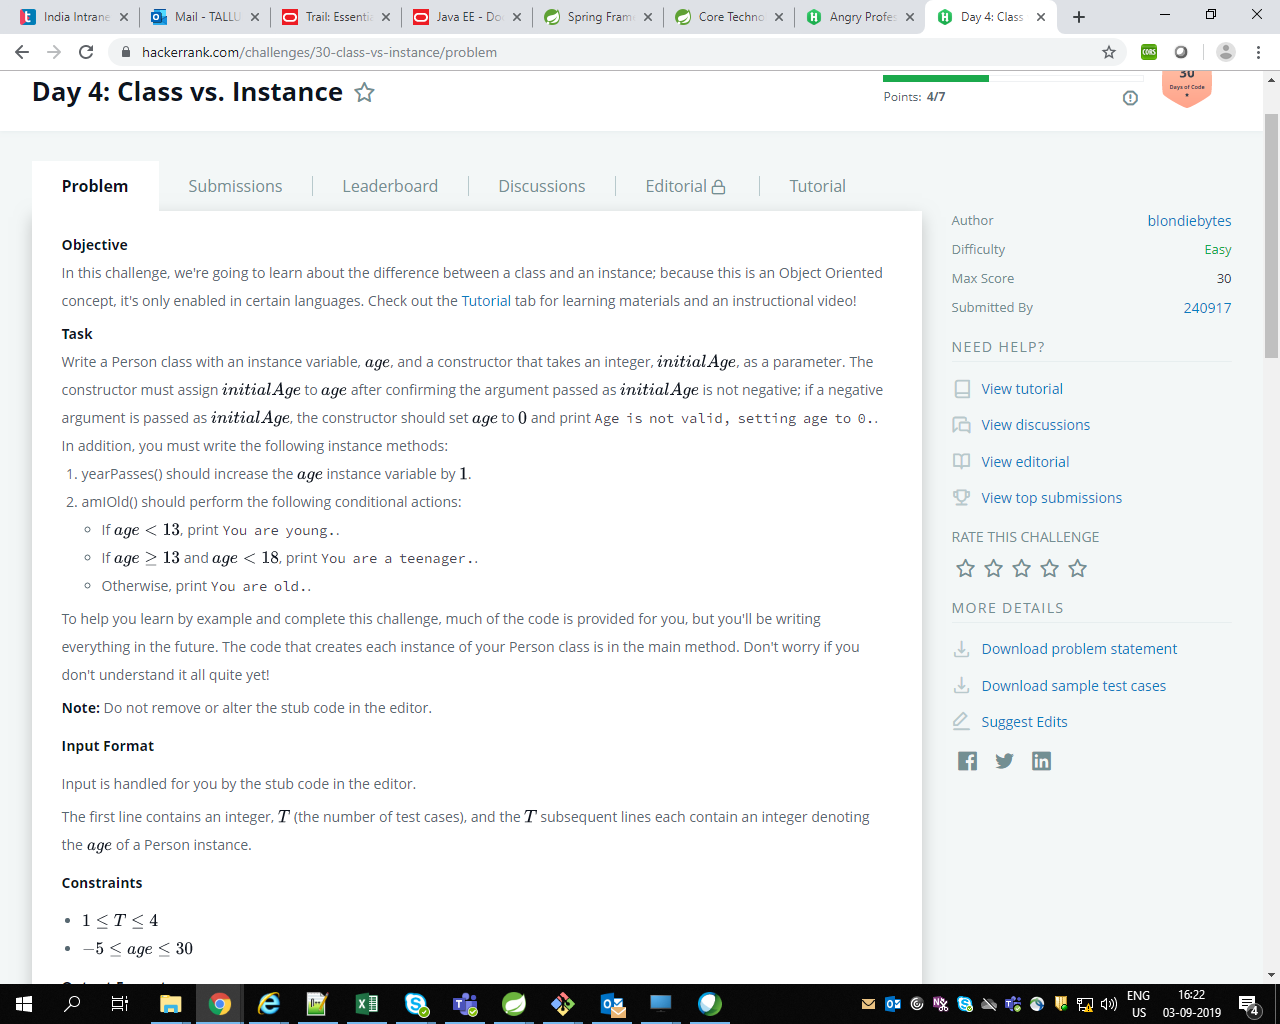 India Intrane
Mail - TALLU
Trail: Essentia
Java EE - Do
Spring Fram
Core Techno
Angry Profes
Day 4: Class
hackerrank.com/challenges/30-class-vs-instance/problem
CORS
Day 4: Class vs. Instance
Points: 4/7
30
Days of Code
Problem
Submissions
Leaderboard
Discussions
Editorial
Tutorial
Objective
In this challenge, we're going to learn about the difference between a class and an instance; because this is an Object Oriented
concept, it's only enabled in certain languages. Check out the Tutorial tab for learning materials and an instructional video!
Task
Write a Person class with an instance variable, age, and a constructor that takes an integer, initialAge, as a parameter. The
constructor must assign initialAge to age after confirming the argument passed as initialAge is not negative; if a negative
argument is passed as initialAge, the constructor should set age to 0 and print Age is not valid, setting age to 0..
In addition, you must write the following instance methods:
1. yearPasses() should increase the age instance variable by 1.
2. amIOld() should perform the following conditional actions:
If age < 13, print You are young..
If age ≥ 13 and age < 18, print You are a teenager..
Otherwise, print You are old..
To help you learn by example and complete this challenge, much of the code is provided for you, but you'll be writing
everything in the future. The code that creates each instance of your Person class is in the main method. Don't worry if you
don't understand it all quite yet!
Note: Do not remove or alter the stub code in the editor.
Input Format
Input is handled for you by the stub code in the editor.
The first line contains an integer, T (the number of test cases), and the T subsequent lines each contain an integer denoting
the age of a Person instance.
Constraints
1 ≤ T ≤ 4
−5 ≤ age ≤ 30
Author
blondiebytes
Difficulty
Easy
Max Score
30
Submitted By
240917
NEED HELP?
View tutorial
View discussions
View editorial
View top submissions
RATE THIS CHALLENGE
MORE DETAILS
Download problem statement
Download sample test cases
Suggest Edits
ENG
US
16:22
03-09-2019
4